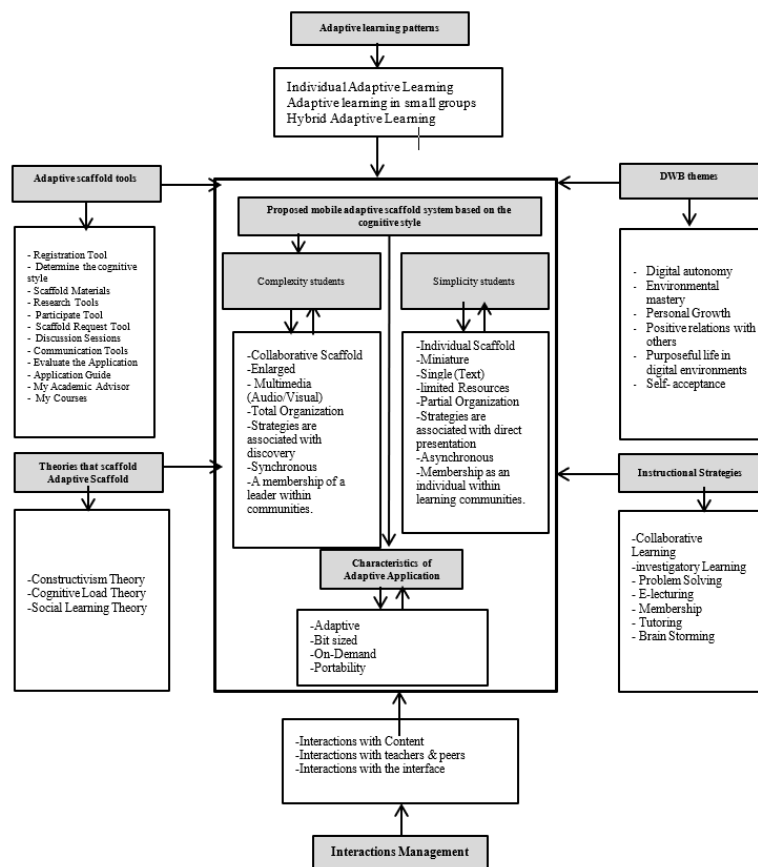 Adaptive learning patterns
Individual Adaptive Learning
Adaptive learning in small groups
Hybrid Adaptive Learning
Adaptive scaffold tools
- Registration Tool
- Determine the cognitive
style
- Scaffold Materials
- Research Tools
- Participate Tool
- Scaffold Request Tool
- Discussion Sessions
- Communication Tools
- Evaluate the Application
- Application Guide
- My Academic Advisor
- My Courses
Theories that scaffold
Adaptive Scaffold
-Constructivism Theory
-Cognitive Load Theory
-Social Learning Theory
Proposed mobile adaptive scaffold system based on the
cognitive style
Complexity students
-Collaborative Scaffold
-Enlarged
- Multimedia
(Audio/Visual)
-Total Organization
-Strategies are
associated with
discovery
-Synchronous
-A membership of a
leader within
communities.
Simplicity students
-Individual Scaffold
-Miniature
-Single (Text)
-limited Resources
-Partial Organization
-Strategies are
associated with direct
presentation
-Asynchronous
-Membership as an
individual within
learning communities.
Characteristics of
Adaptive Application
-Adaptive
-Bit sized
-On-Demand
-Portability
DWB themes
- Digital autonomy
- Environmental
mastery
- Personal Growth
- Positive relations with
others
- Purposeful life in
digital environments
- Self- acceptance
Instructional Strategies
-Collaborative
Learning
-investigatory Learning
- Problem Solving
- E-lecturing
- Membership
- Tutoring
- Brain Storming
-Interactions with Content
-Interactions with teachers & peers
-Interactions with the interface
Interactions Management